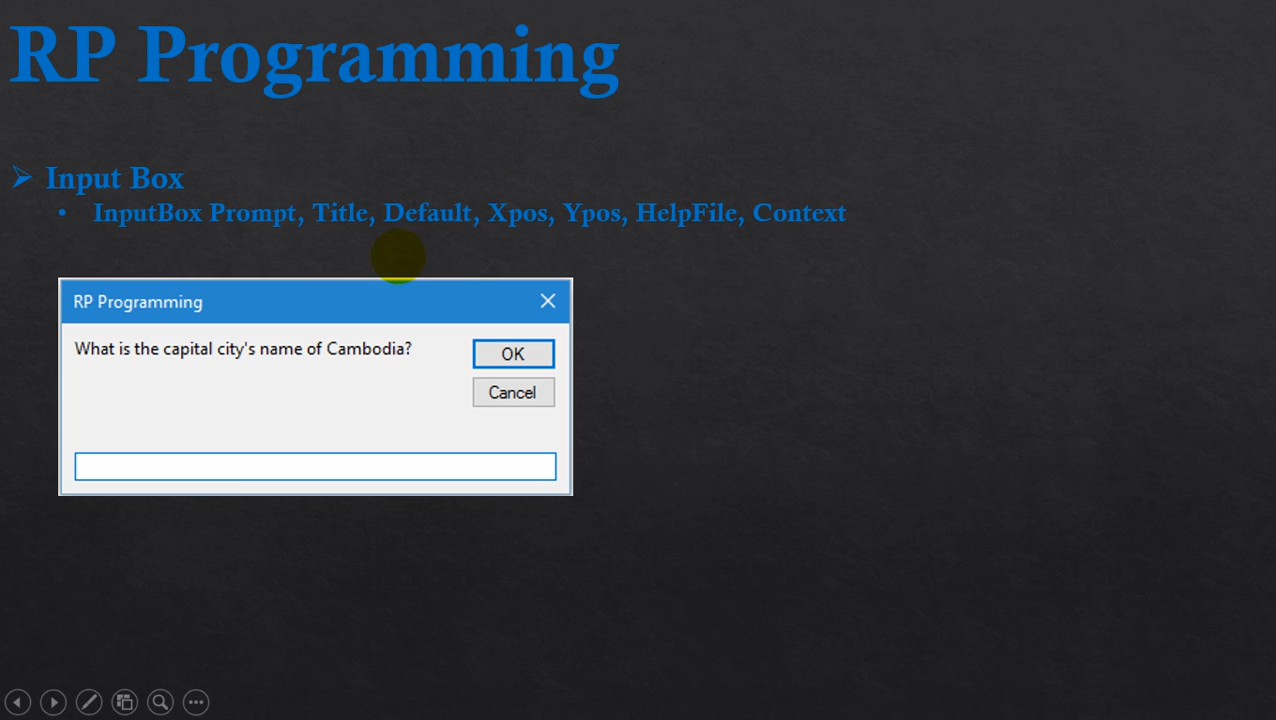 RP Programming
Input Box
InputBox Prompt, Title, Default, Xpos, Ypos, HelpFile, Context
RP Programming
What is the capital city's name of Cambodia?
OK
Cancel